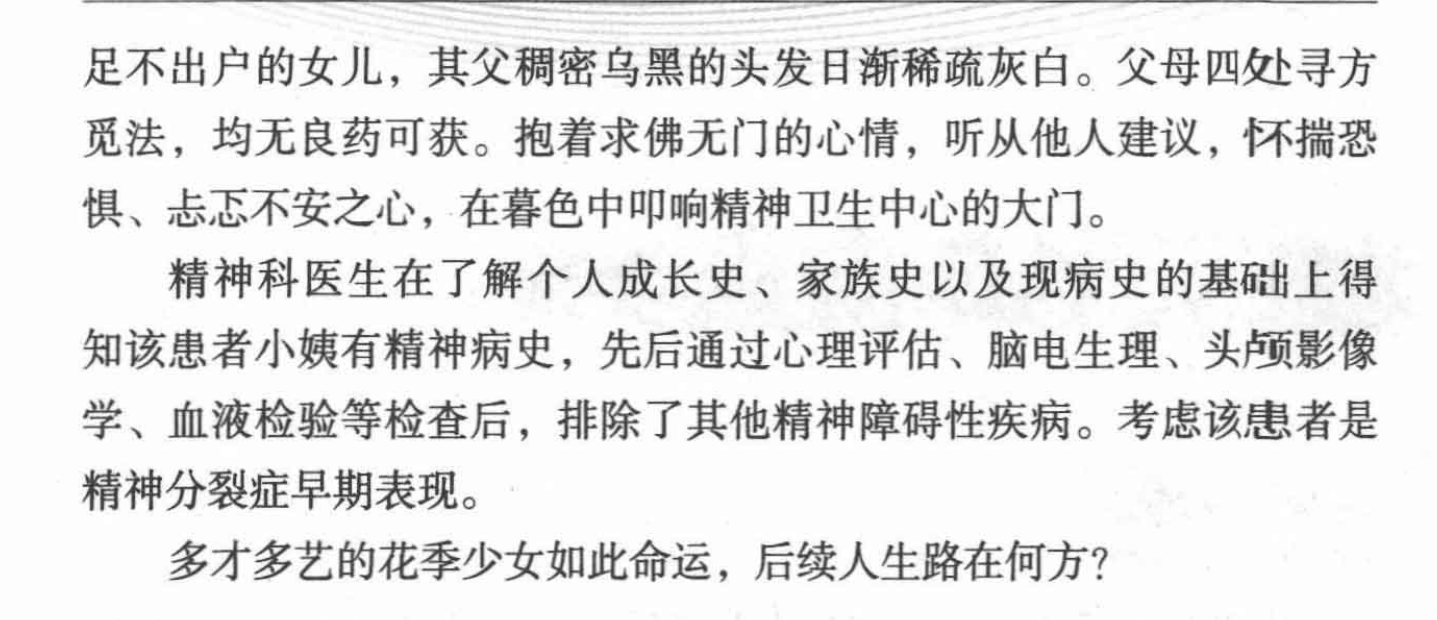 足不出户的女儿，其父稠密乌黑的头发日渐稀疏灰白。父母四处寻方
觅法，均无良药可获。抱着求佛无门的心情，听从他人建议，怀揣恐
惧、忐忑不安之心，在暮色中叩响精神卫生中心的大门。
精神科医生在了解个人成长史、家族史以及现病史的基础上得
知该患者小姨有精神病史，先后通过心理评估、脑电生理、头颅影像
学、血液检验等检查后，排除了其他精神障碍性疾病。考虑该患者是
精神分裂症早期表现。
多才多艺的花季少女如此命运，后续人生路在何方？